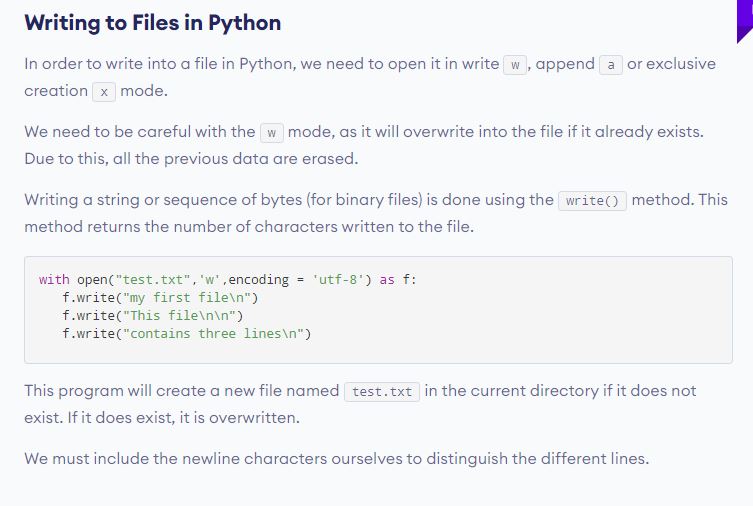 Writing to Files in Python
In order to write into a file in Python, we need to open it in write w , append a or exclusive
creation x mode.
We need to be careful with the w mode, as it will overwrite into the file if it already exists.
Due to this, all the previous data are erased.
Writing a string or sequence of bytes (for binary files) is done using the write() method. This
method returns the number of characters written to the file.
with open("test.txt",'w',encoding = 'utf-8') as f:
   f.write("my first file\n")
   f.write("This file\n\n")
   f.write("contains three lines\n")
This program will create a new file named test.txt in the current directory if it does not
exist. If it does exist, it is overwritten.
We must include the newline characters ourselves to distinguish the different lines.